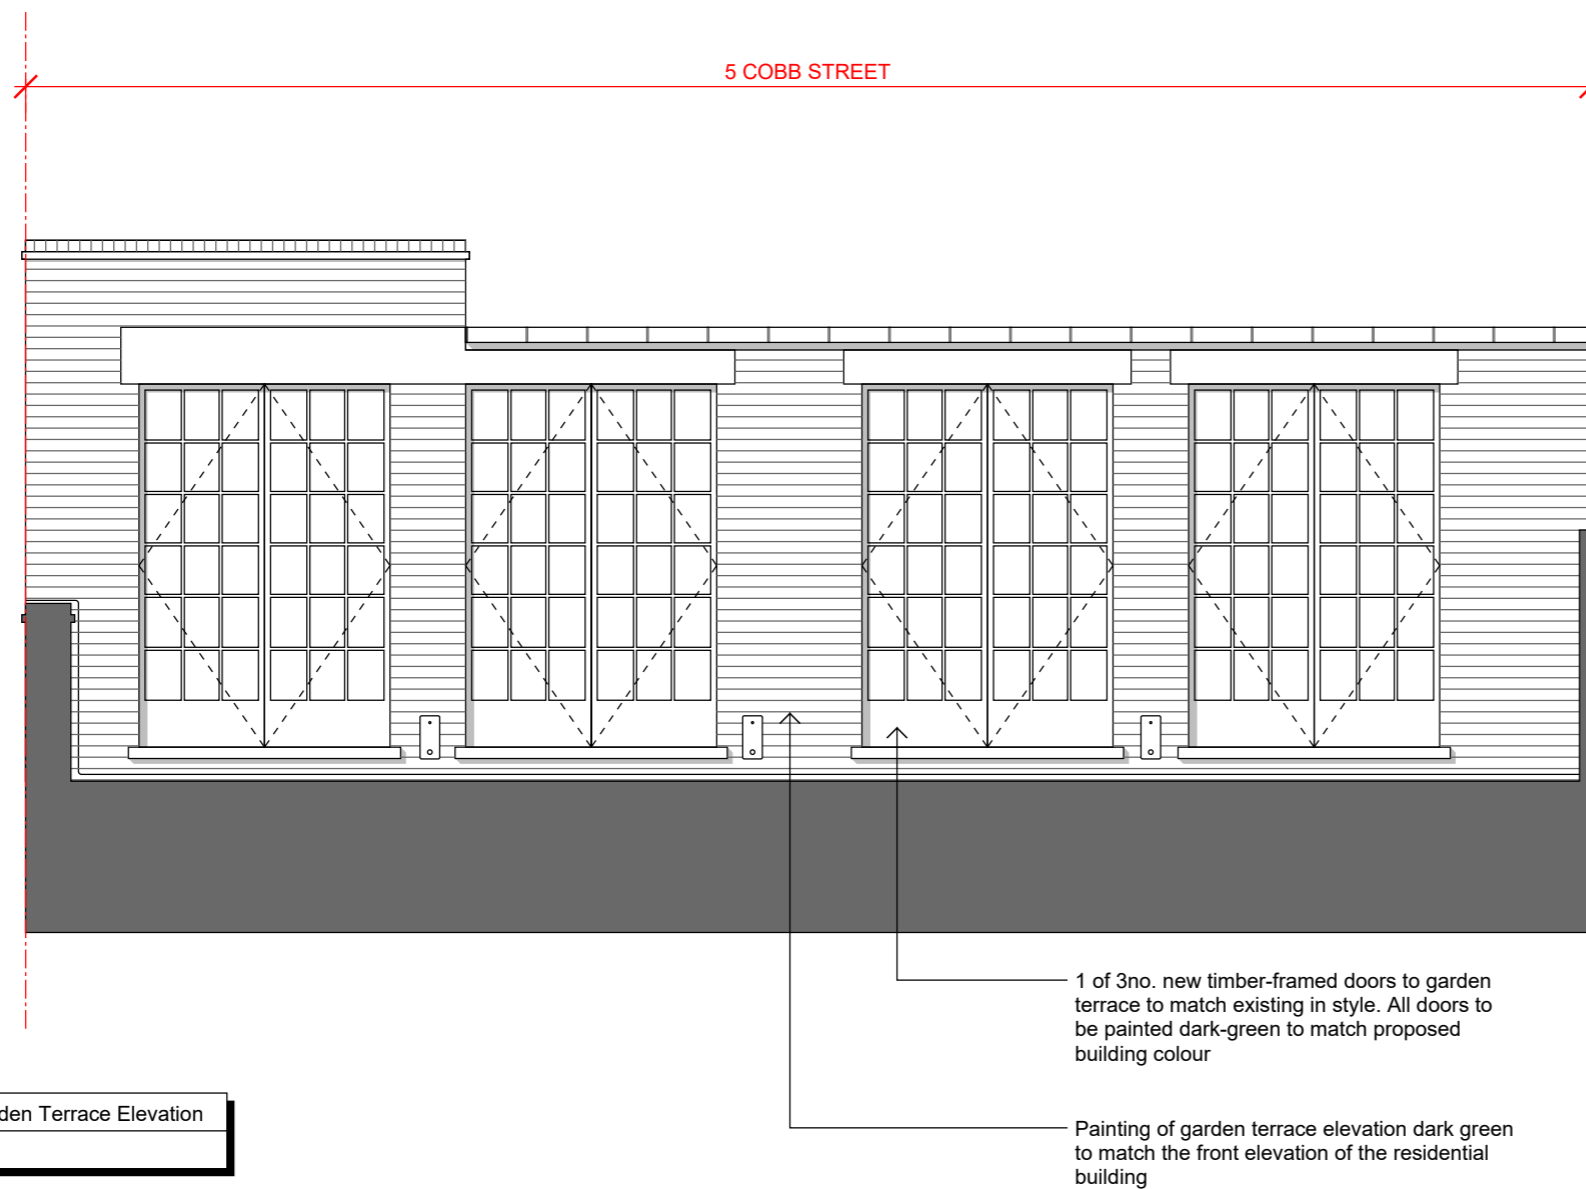 5 COBB STREET
1 of 3no. new timber-framed doors to garden
terrace to match existing in style. All doors to
be painted dark-green to match proposed
building colour
den Terrace Elevation
Painting of garden terrace elevation dark green
to match the front elevation of the residential
building